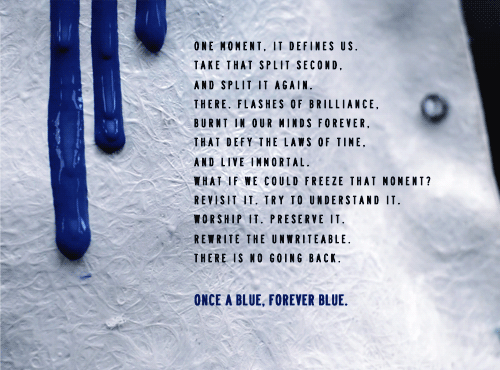 ONE MOMENT, IT DEFINES US.
TAKE THAT SPLIT SECOND,
AND SPLIT IT AGAIN.
THERE. FLASHES OF BRILLIANCE,
BURNT IN OUR MINDS FOREVER,
THAT DEFY THE LAWS OF TIME,
AND LIVE IMMORTAL.
WHAT IF WE COULD FREEZE THAT MOMENT?
REVISIT IT. TRY TO UNDERSTAND IT.
WORSHIP IT. PRESERVE IT.
REWRITE THE UNWRITEABLE.
THERE IS NO GOING BACK.
ONCE A BLUE, FOREVER BLUE.